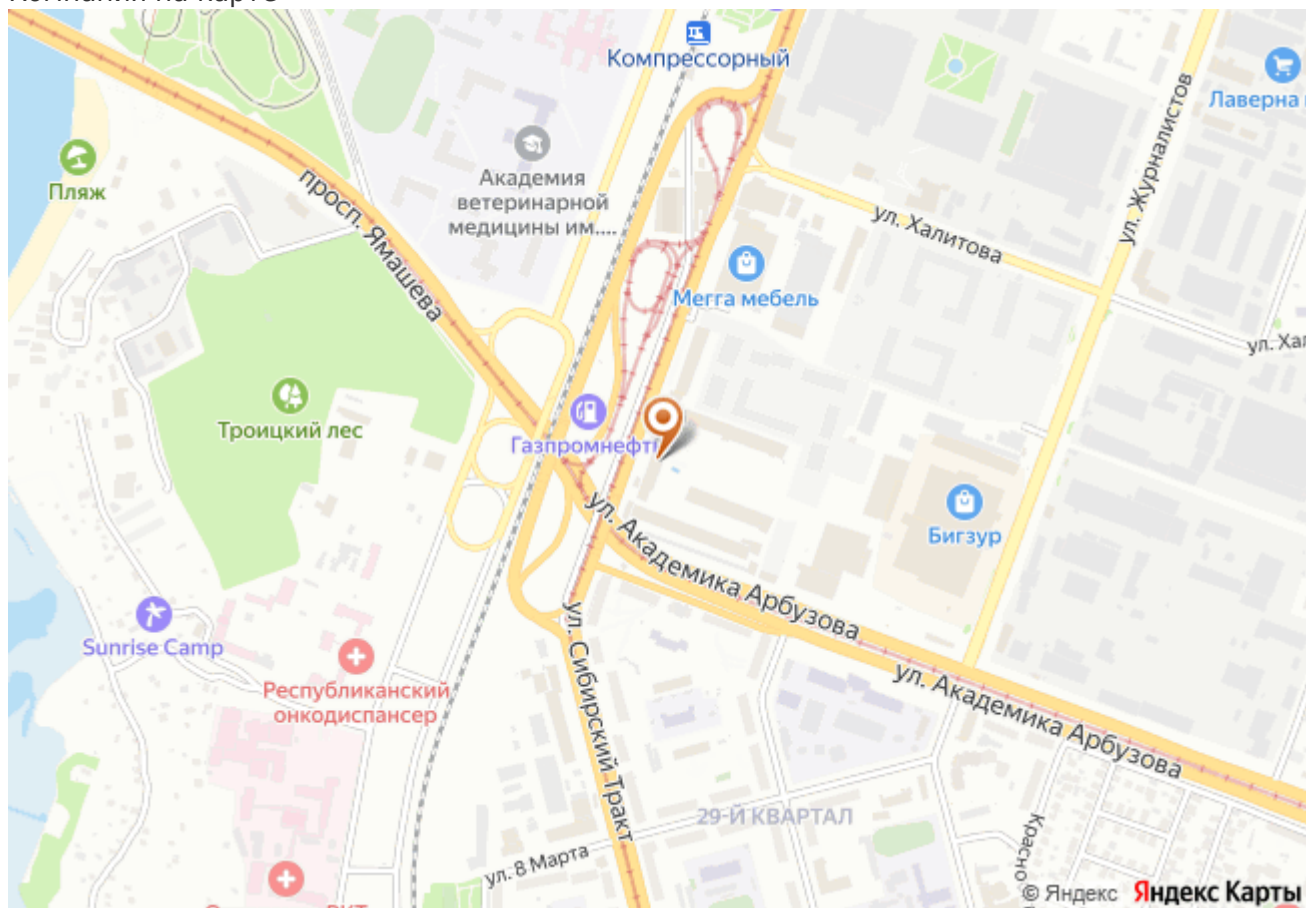 Компрессорный
Лаверна
ул. Журналистов
Пляж
Академия
ветеринарной
медицины им....
просп. Ямашева
ул. Халитова
Мегга мебель
ул. Хал
Троицкий лес
Газпромнефть
ул. Академика Арбузова
Бигзур
Sunrise Camp
ул. Сибирский Тракт
Республиканский
онкодиспансер
ул. Академика Арбузова
29-Й КВАРТАЛ
ул. 8 Марта
Красно
© Яндекс Яндекс Карты